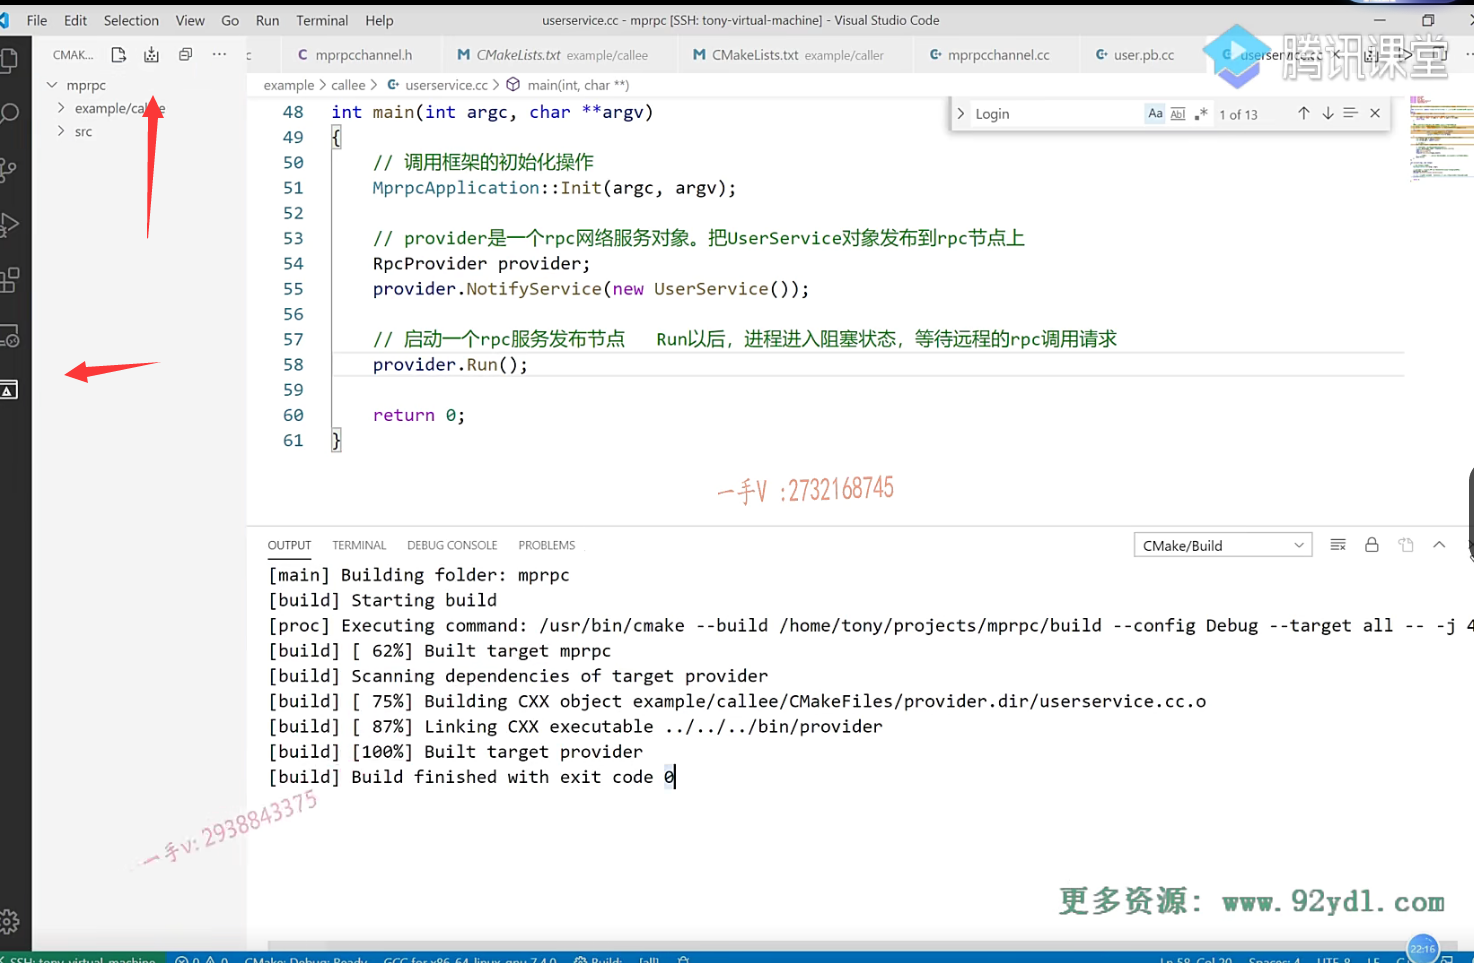 File Edit Selection View Go Run Terminal Help
userservice.cc - mprpc [SSH: tony-virtual-machine] - Visual Studio Code
CMAK... ···
mprpcchannel.h
CMakeLists.txt example/callee
CMakeLists.txt example/caller
mprpcchannel.cc
user.pb.cc
腾讯课堂
mprpc
example/callee
src
example > callee > userservice.cc > main(int, char **)
Login Aa Abl .* 1 of 13
48 int main(int argc, char **argv)
49 {
50 // 调用框架的初始化操作
51 MprpcApplication::Init(argc, argv);
52
53 // provider是一个rpc网络服务对象。把UserService对象发布到rpc节点上
54 RpcProvider provider;
55 provider.NotifyService(new UserService());
56
57 // 启动一个rpc服务发布节点   Run以后，进程进入阻塞状态，等待远程的rpc调用请求
58 provider.Run();
59
60 return 0;
61 }
一手V :2732168745
OUTPUT TERMINAL DEBUG CONSOLE PROBLEMS
CMake/Build
[main] Building folder: mprpc
[build] Starting build
[proc] Executing command: /usr/bin/cmake --build /home/tony/projects/mprpc/build --config Debug --target all -- -j 4
[build] [ 62%] Built target mprpc
[build] Scanning dependencies of target provider
[build] [ 75%] Building CXX object example/callee/CMakeFiles/provider.dir/userservice.cc.o
[build] [ 87%] Linking CXX executable ../../../bin/provider
[build] [100%] Built target provider
[build] Build finished with exit code 0
一手v: 2938843375
更多资源: www.92yd1.com
22:16
SSH: tony-virtual-machine 0 0 CMake: Debug: Ready GCC for x86_64-linux-gnu 7.4.0 Build: [all]
Ln 58, Col 20 Spaces: 4 UTF-8 LF